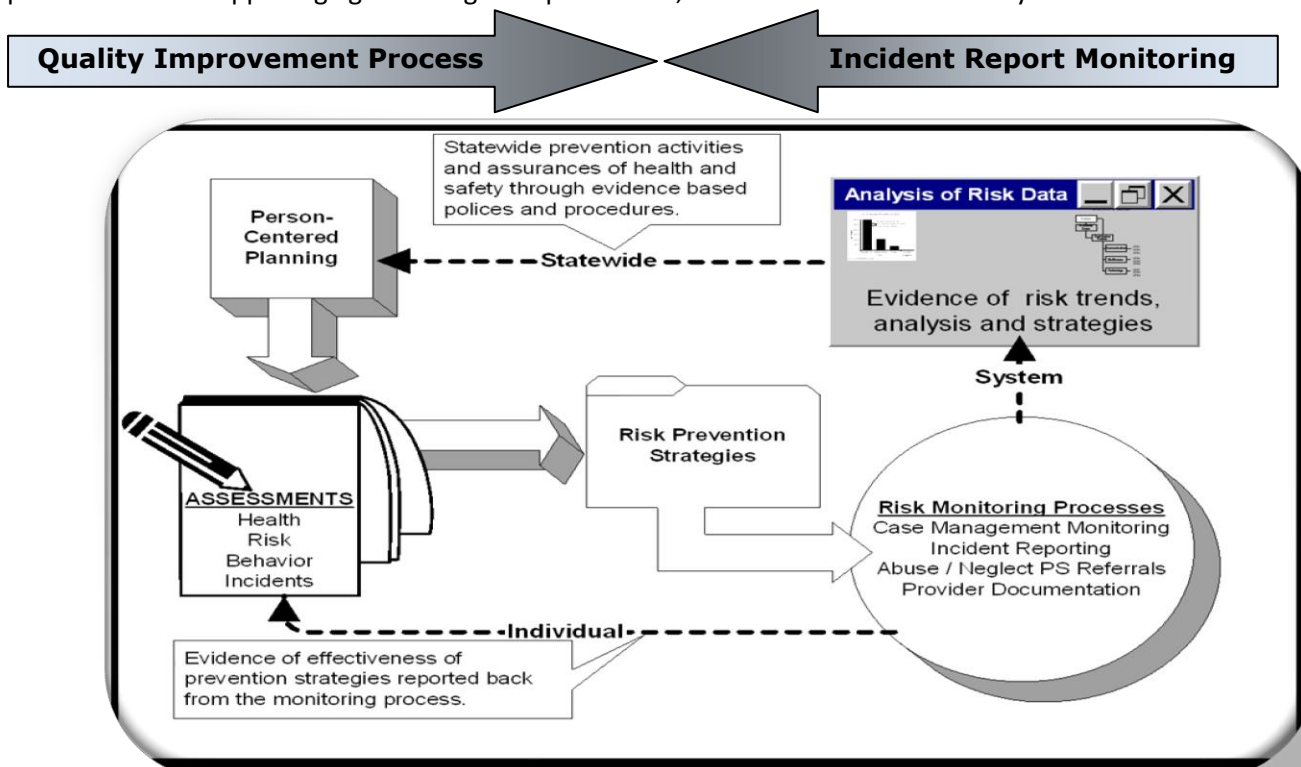 Quality Improvement Process
Incident Report Monitoring
Statewide prevention activities
and assurances of health and
safety through evidence based
polices and procedures.
Person-
Centered
Planning
Statewide
Analysis of Risk Data
Evidence of risk trends,
analysis and strategies
System
ASSESSMENTS
Health
Risk
Behavior
Incidents
Risk Prevention
Strategies
Risk Monitoring Processes
Case Management Monitoring
Incident Reporting
Abuse / Neglect PS Referrals
Provider Documentation
Individual
Evidence of effectiveness of
prevention strategies reported back
from the monitoring process.